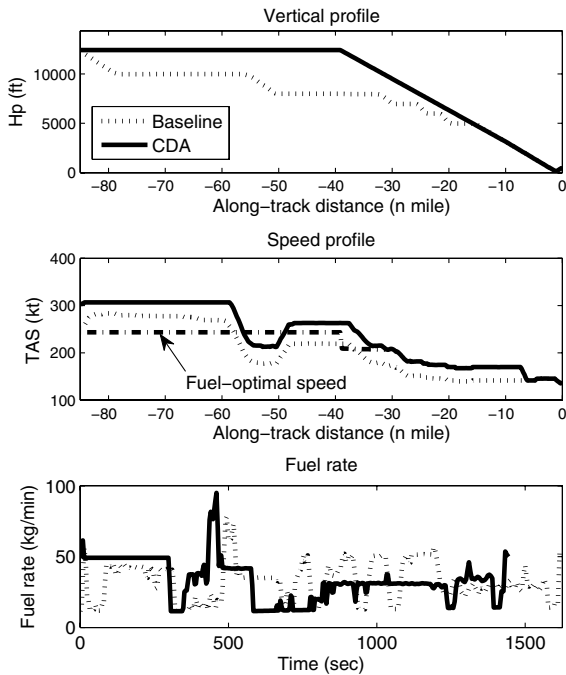 Vertical profile
Hp (ft)
10000
5000
0
Baseline
CDA
−80 −70 −60 −50 −40 −30 −20 −10 0
Along−track distance (n mile)
Speed profile
TAS (kt)
400
300
200
100
Fuel−optimal speed
−80 −70 −60 −50 −40 −30 −20 −10 0
Along−track distance (n mile)
Fuel rate
Fuel rate (kg/min)
100
50
0
0 500 1000 1500
Time (sec)